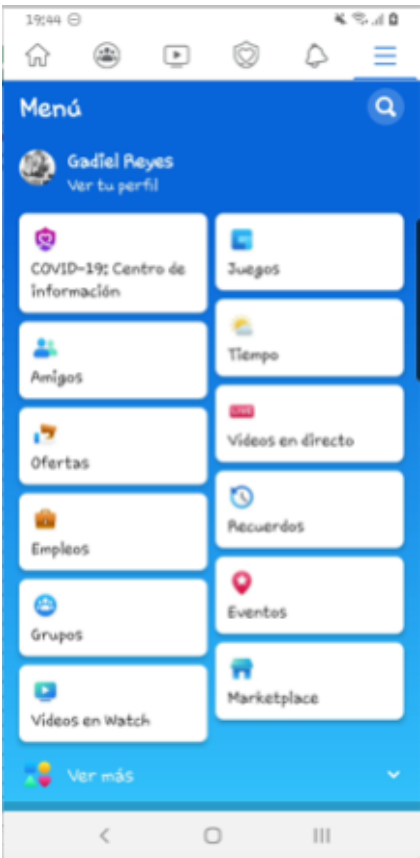 19:44
Menú
Gadiel Reyes
Ver tu perfil
COVID-19: Centro de
información
Juegos
Amigos
Tiempo
Ofertas
LIVE
Vídeos en directo
Empleos
Recuerdos
Grupos
Eventos
Vídeos en Watch
Marketplace
Ver más